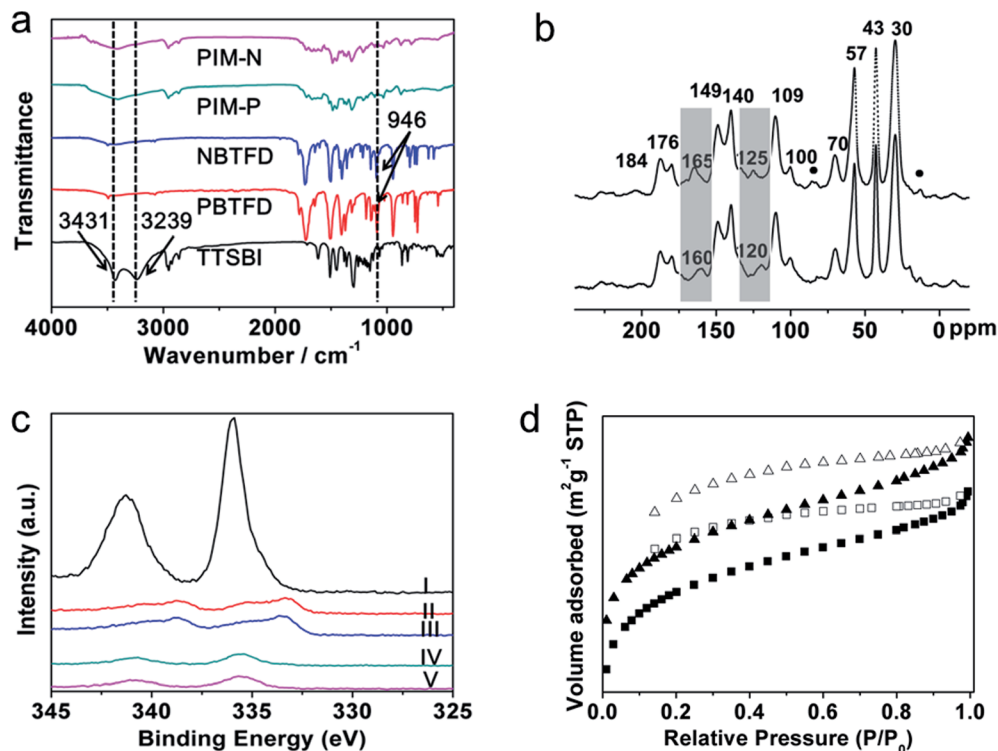 a
PIM-N
PIM-P
NBTFD
946
PBTFD
3431
3239
TTSBI
Transmittance
4000 3000 2000 1000
Wavenumber / cm⁻¹
b
43 30
57
149 140 109
176
184 165 125 100 • 70 •
160 120
200 150 100 50 0 ppm
c
I
II
III
IV
V
Intensity (a.u.)
345 340 335 330 325
Binding Energy (eV)
d
Volume adsorbed (m²g⁻¹ STP)
0.0 0.2 0.4 0.6 0.8 1.0
Relative Pressure (P/P₀)